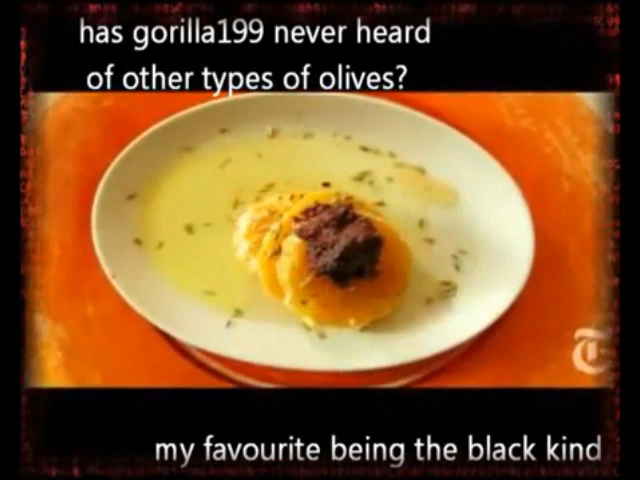 has gorilla199 never heard
of other types of olives?
T
my favourite being the black kind